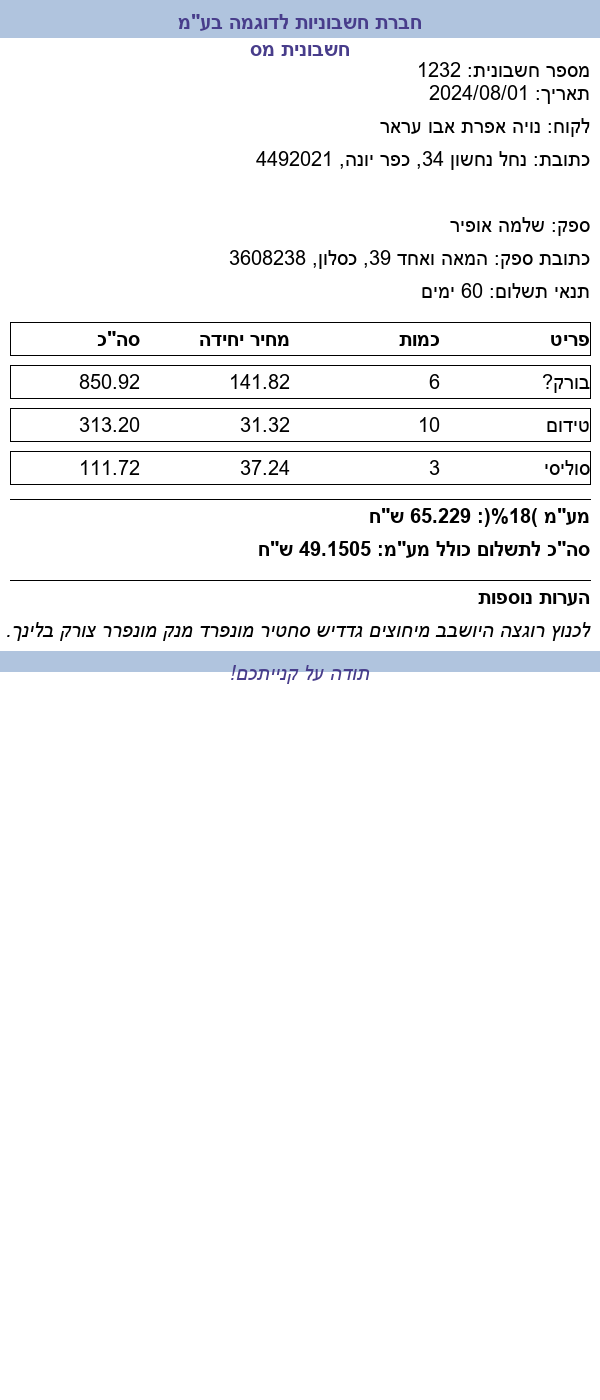 חברת חשבוניות לדוגמה בע"מ
חשבונית מס
מספר חשבונית: 1232
תאריך: 2024/08/01
לקוח: נויה אפרת אבו עראר
כתובת: נחל נחשון 34, כפר יונה, 4492021
ספק: שלמה אופיר
כתובת ספק: המאה ואחד 39, כסלון, 3608238
תנאי תשלום: 60 ימים
פריט כמות מחיר יחידה סה"כ
בורק? 6 141.82 850.92
טידום 10 31.32 313.20
סוליסי 3 37.24 111.72
מע"מ )18%(: 65.229 ש"ח
סה"כ לתשלום כולל מע"מ: 49.1505 ש"ח
הערות נוספות
לכנוץ רוגצה היושבב מיחוצים גדדיש סחטיר מונפרד מנק מונפרר צורק בלינך.
תודה על קנייתכם!